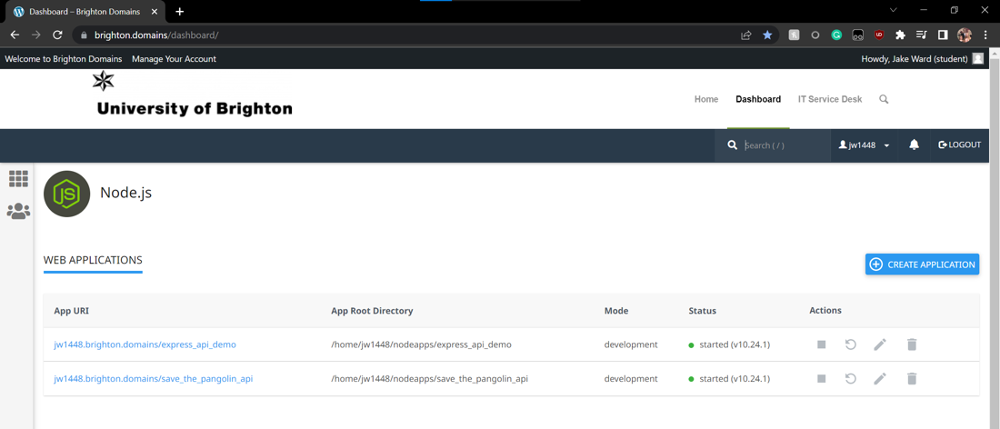 Dashboard – Brighton Domains
brighton.domains/dashboard/
Welcome to Brighton Domains Manage Your Account Howdy, Jake Ward (student)
University of Brighton
Home Dashboard IT Service Desk
Search ( / ) jw1448 LOGOUT
JS Node.js
WEB APPLICATIONS
CREATE APPLICATION
App URI App Root Directory Mode Status Actions
jw1448.brighton.domains/express_api_demo /home/jw1448/nodeapps/express_api_demo development started (v10.24.1)
jw1448.brighton.domains/save_the_pangolin_api /home/jw1448/nodeapps/save_the_pangolin_api development started (v10.24.1)